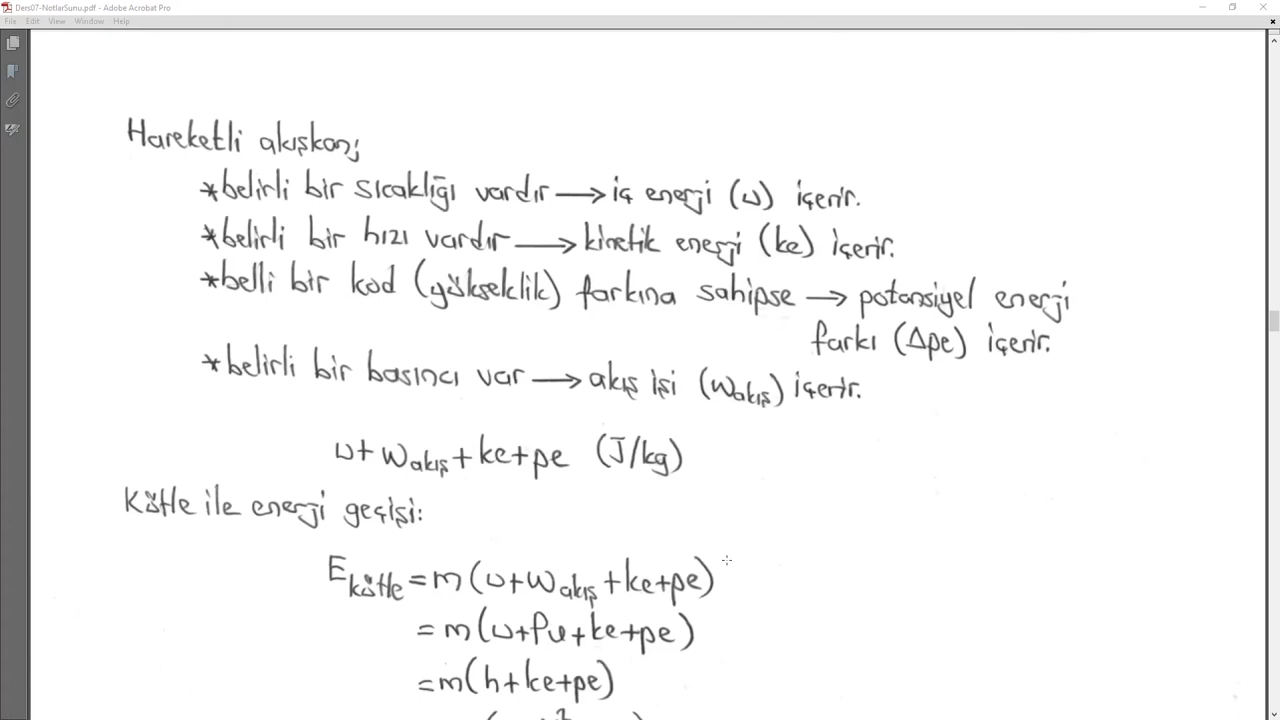 Ders07-NotlarSunu.pdf - Adobe Acrobat Pro
File Edit View Window Help
Hareketli akışkan;
*belirli bir sıcaklığı vardır → iç enerji (u) içerir.
*belirli bir hızı vardır → kinetik enerji (ke) içerir.
*belli bir kod (yükseklik) farkına sahipse → potansiyel enerji
farkı (Δpe) içerir.
*belirli bir basıncı var → akış işi (wakış) içerir.
u+wakış+ke+pe (J/kg)
Kütle ile enerji geçişi:
Ekütle=m(u+wakış+ke+pe)
=m(u+Pv+ke+pe)
=m(h+ke+pe)